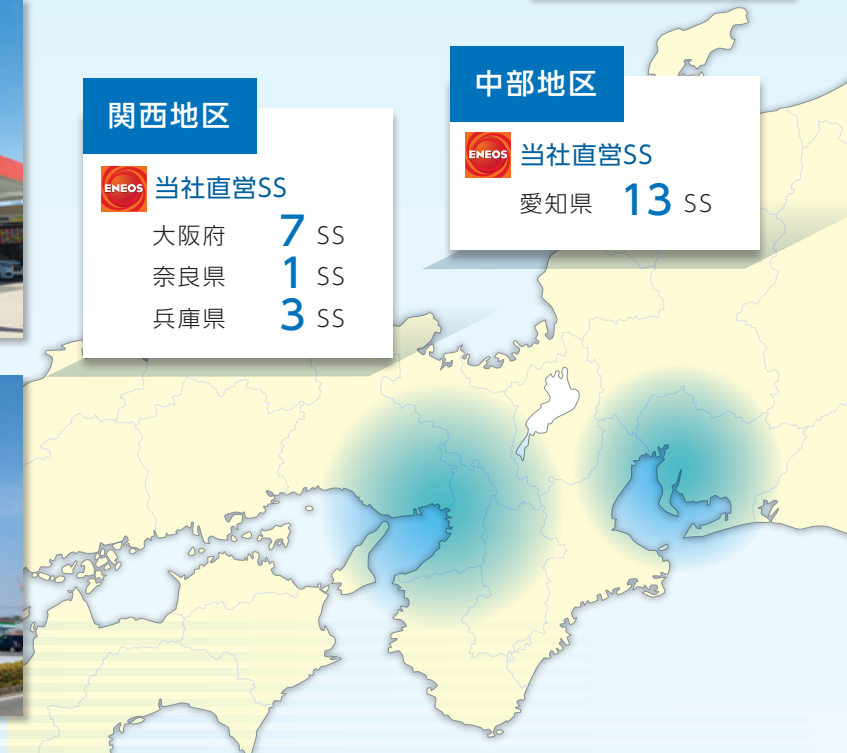 関西地区
ENEOS 当社直営SS
大阪府 7 SS
奈良県 1 SS
兵庫県 3 SS
中部地区
ENEOS 当社直営SS
愛知県 13 SS